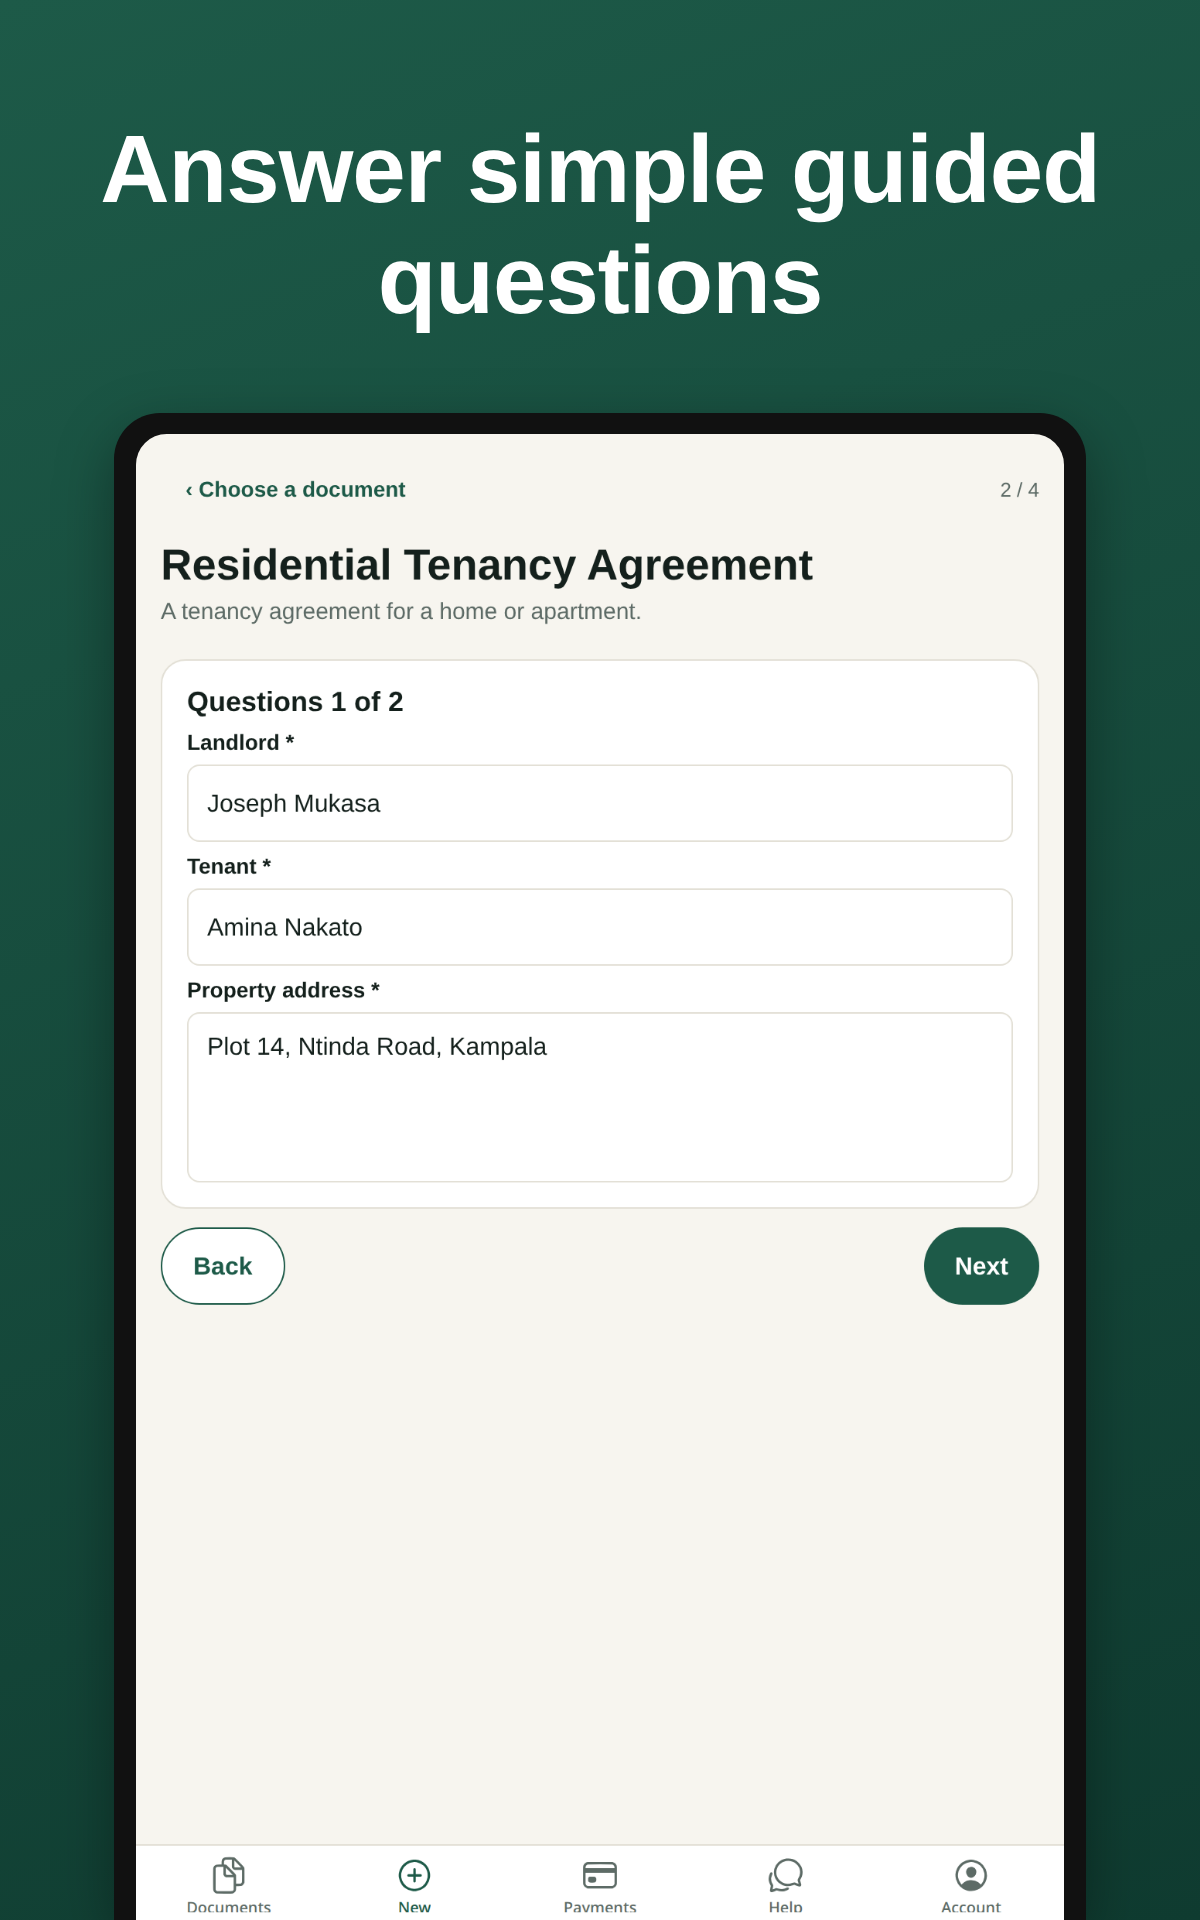 Answer simple guided
questions
‹ Choose a document
2 / 4
Residential Tenancy Agreement
A tenancy agreement for a home or apartment.
Questions 1 of 2
Landlord *
Joseph Mukasa
Tenant *
Amina Nakato
Property address *
Plot 14, Ntinda Road, Kampala
Back
Next
Documents
New
Payments
Help
Account